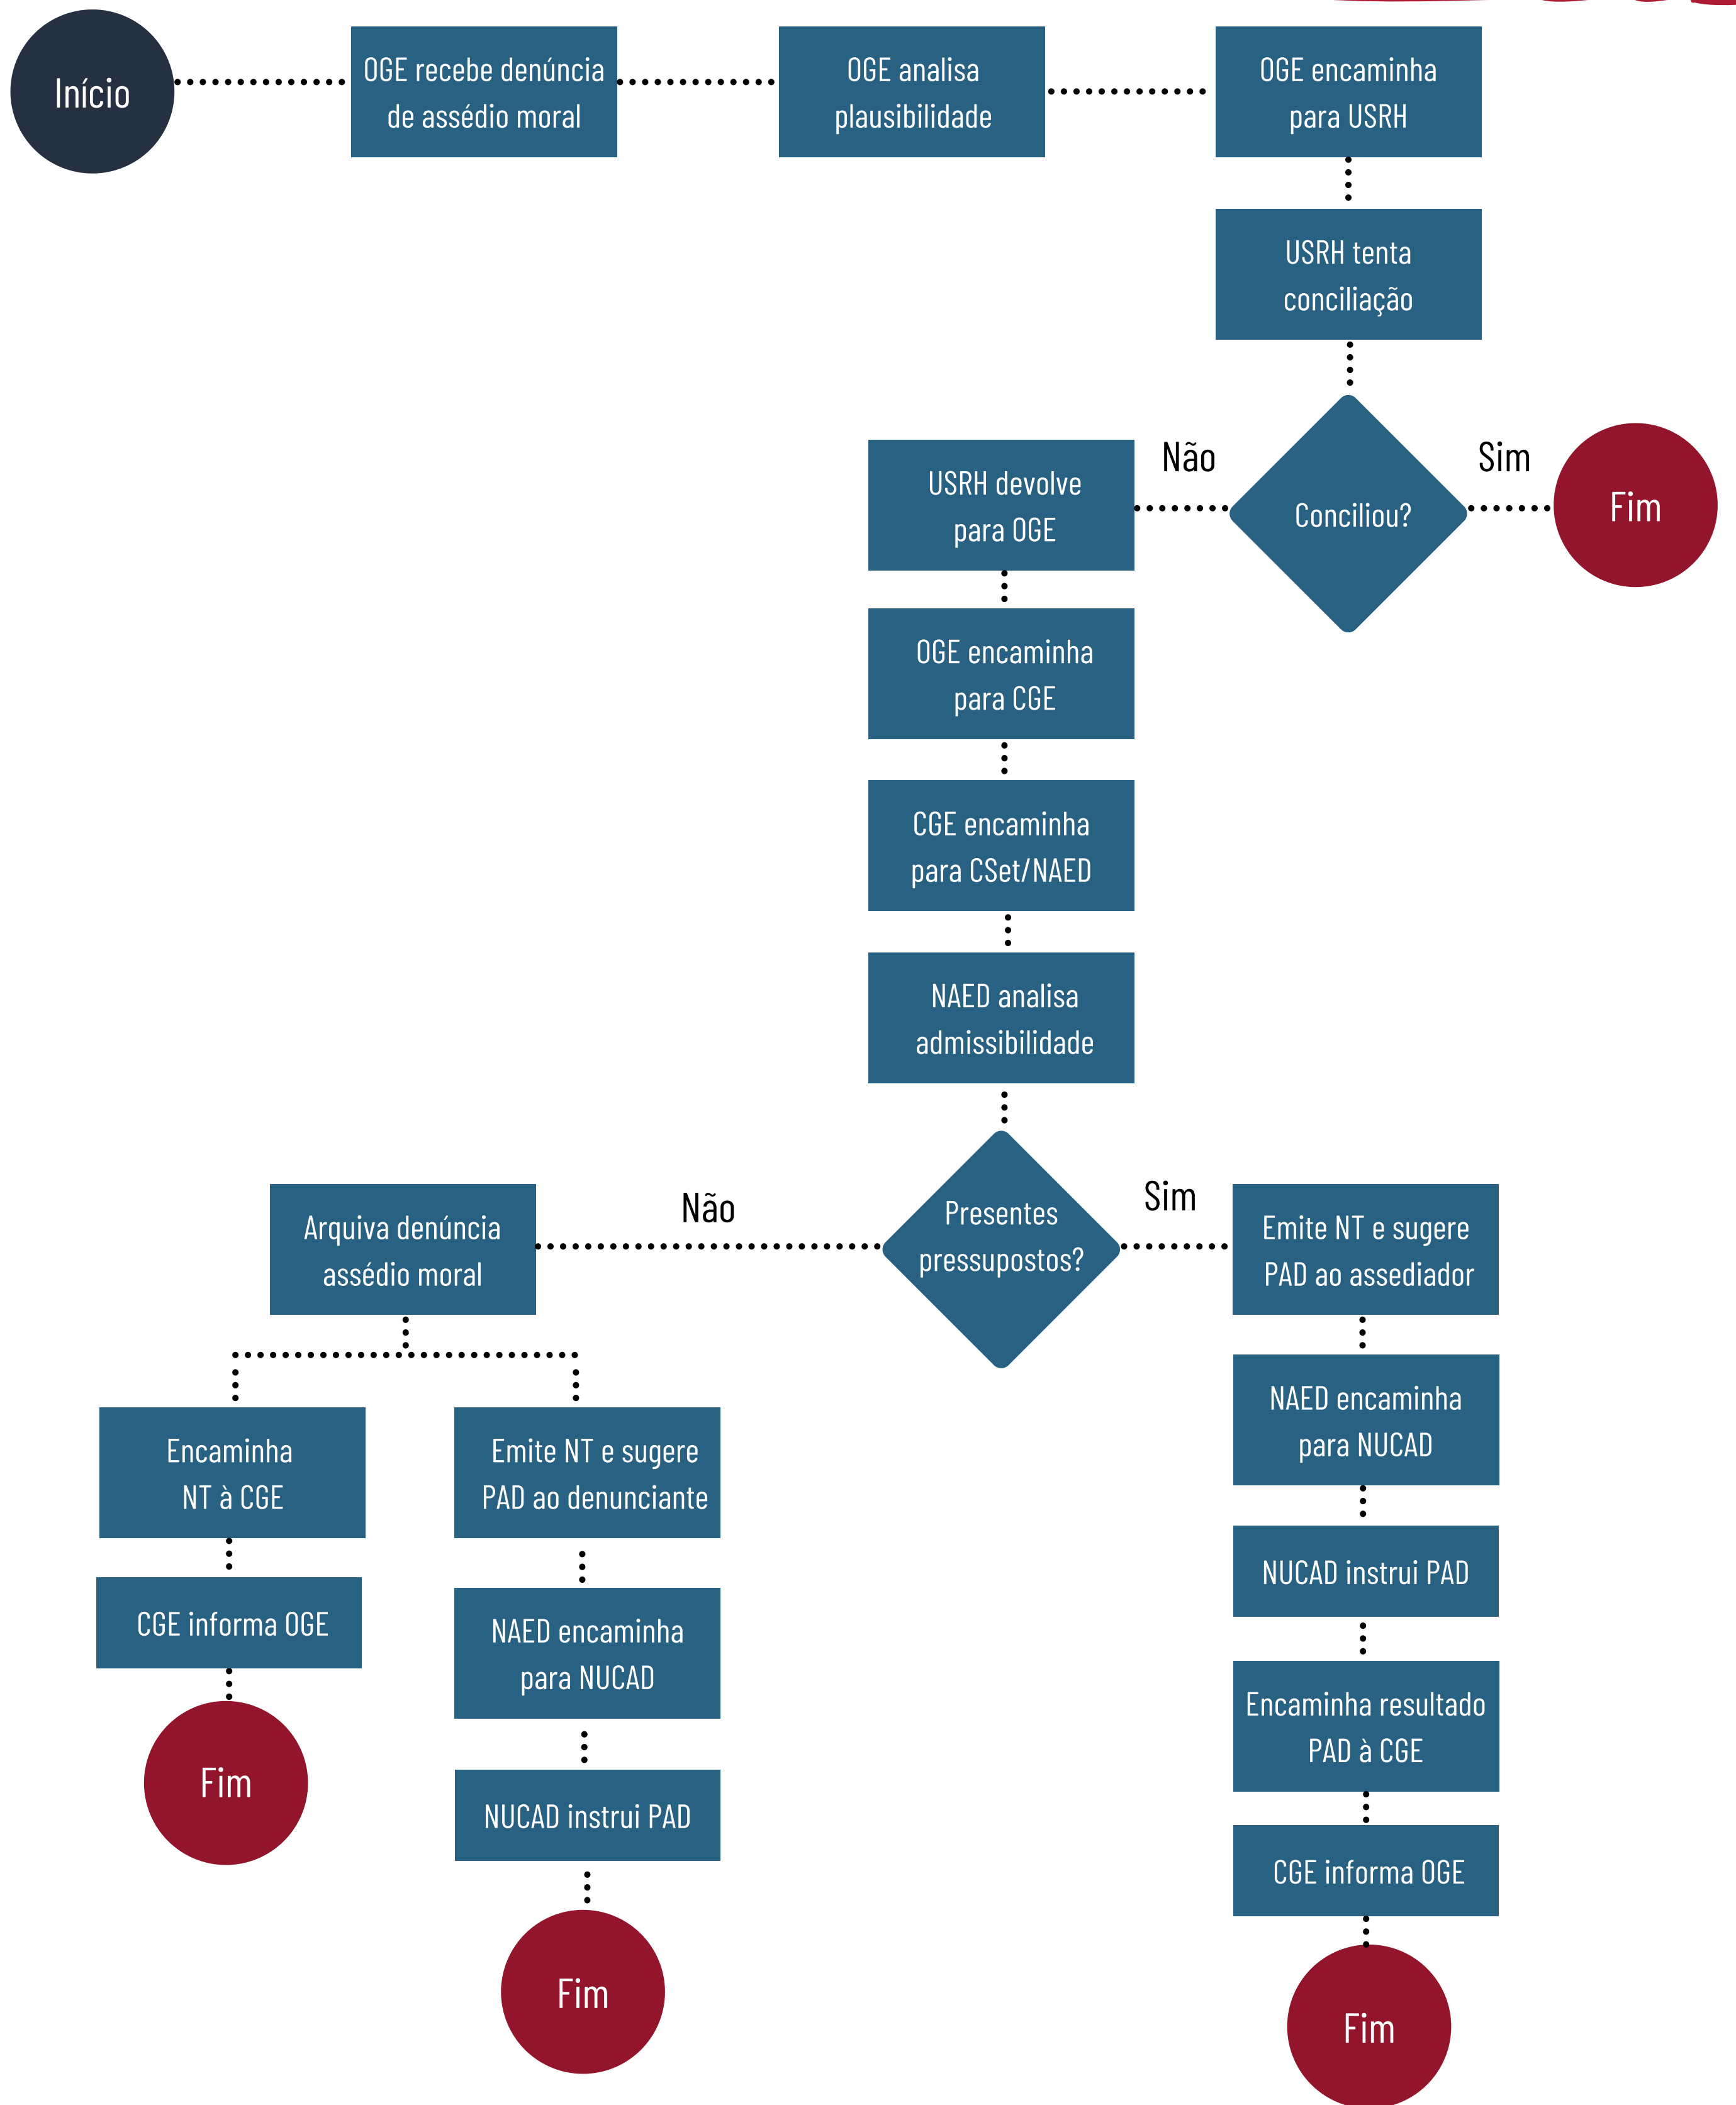 Início
OGE recebe denúncia
de assédio moral
OGE analisa
plausibilidade
OGE encaminha
para USRH
USRH tenta
conciliação
Conciliou?
Sim
Fim
Não
USRH devolve
para OGE
OGE encaminha
para CGE
CGE encaminha
para CSet/NAED
NAED analisa
admissibilidade
Presentes
pressupostos?
Não
Arquiva denúncia
assédio moral
Encaminha
NT à CGE
CGE informa OGE
Fim
Emite NT e sugere
PAD ao denunciante
NAED encaminha
para NUCAD
NUCAD instrui PAD
Fim
Sim
Emite NT e sugere
PAD ao assediador
NAED encaminha
para NUCAD
NUCAD instrui PAD
Encaminha resultado
PAD à CGE
CGE informa OGE
Fim